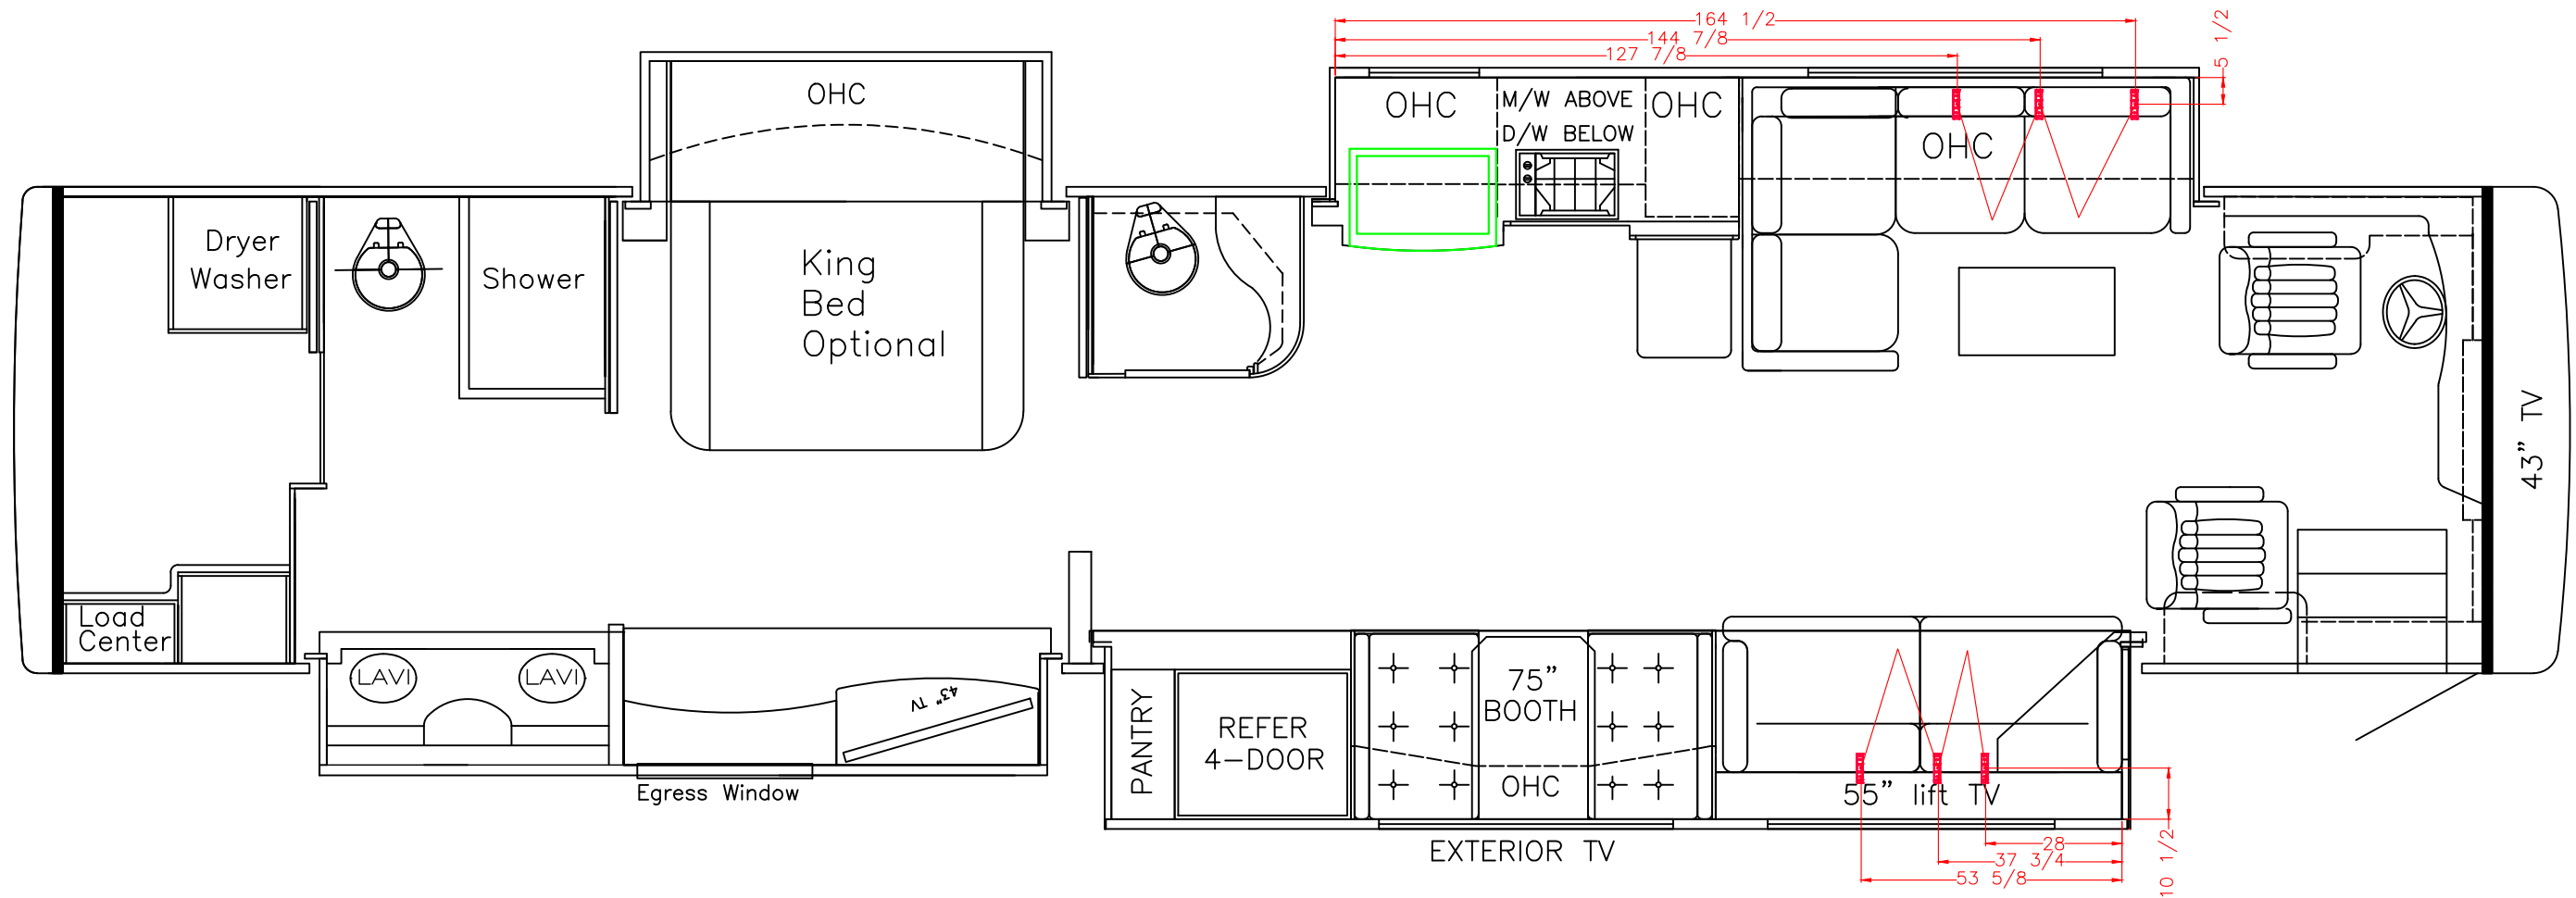 164 1/2
144 7/8
127 7/8
5 1/2
OHC
OHC
M/W ABOVE
D/W BELOW
OHC
OHC
Dryer
Washer
Shower
King
Bed
Optional
43" TV
Load
Center
LAVI
LAVI
43" TV
Egress Window
PANTRY
REFER
4-DOOR
75"
BOOTH
OHC
55" lift TV
EXTERIOR TV
28
37 3/4
53 5/8
10 1/2